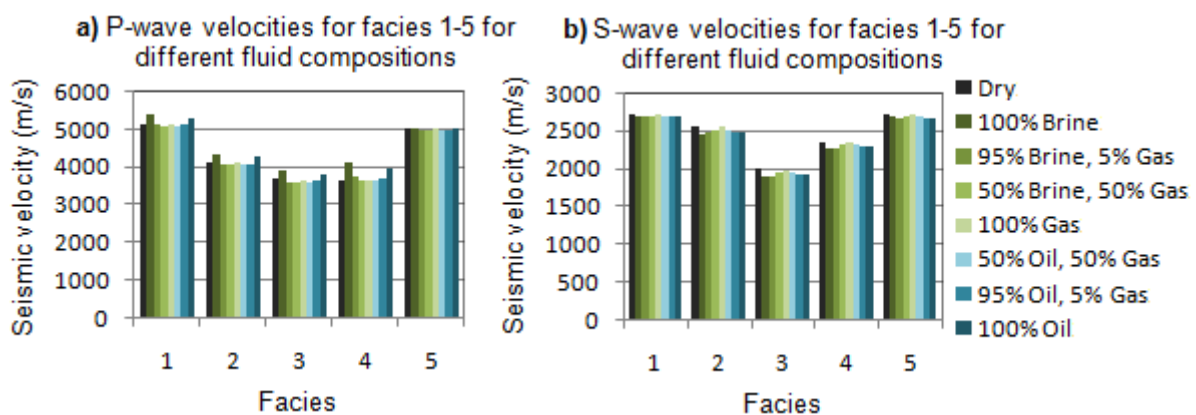 a) P-wave velocities for facies 1-5 for
different fluid compositions
Seismic velocity (m/s)
6000
5000
4000
3000
2000
1000
0
1 2 3 4 5
Facies
b) S-wave velocities for facies 1-5 for
different fluid compositions
Seismic velocity (m/s)
3000
2500
2000
1500
1000
500
0
1 2 3 4 5
Facies
Dry
100% Brine
95% Brine, 5% Gas
50% Brine, 50% Gas
100% Gas
50% Oil, 50% Gas
95% Oil, 5% Gas
100% Oil